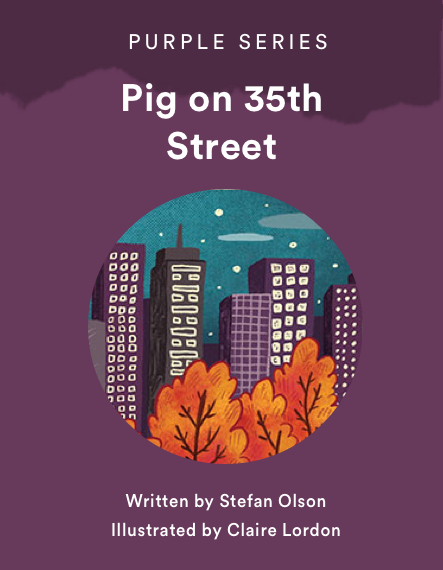 PURPLE SERIES
Pig on 35th
Street
Written by Stefan Olson
Illustrated by Claire Lordon